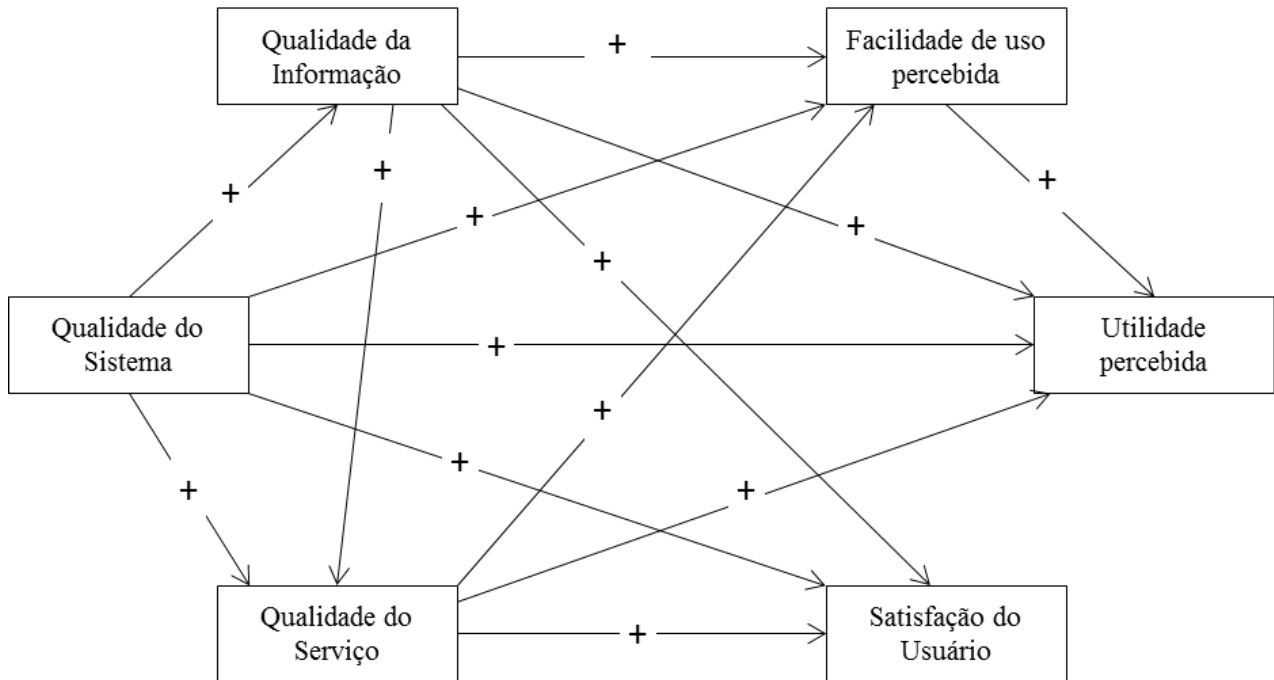 Qualidade da
Informação
+
Facilidade de uso
percebida
+
+
+
+
+
+
Qualidade do
Sistema
+
Utilidade
percebida
+
+
+
+
Qualidade do
Serviço
+
Satisfação do
Usuário